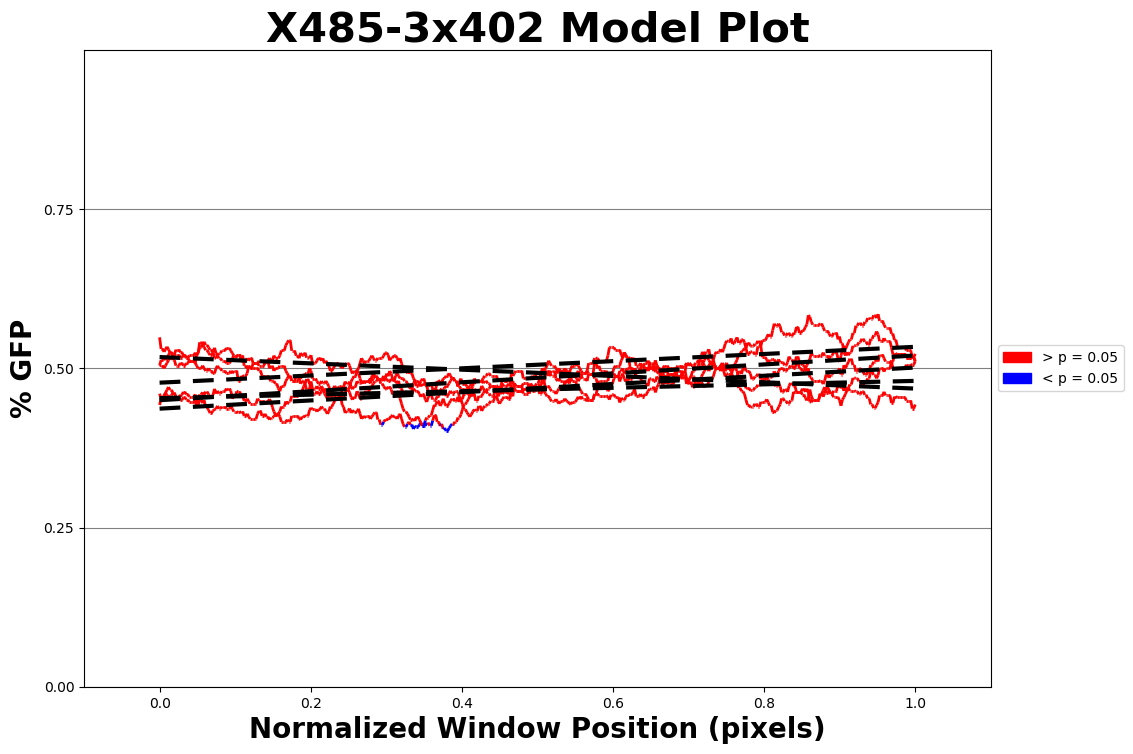 X485-3x402 Model Plot
% GFP
0.75
0.50
0.25
0.00
0.0 0.2 0.4 0.6 0.8 1.0
Normalized Window Position (pixels)
> p = 0.05
< p = 0.05